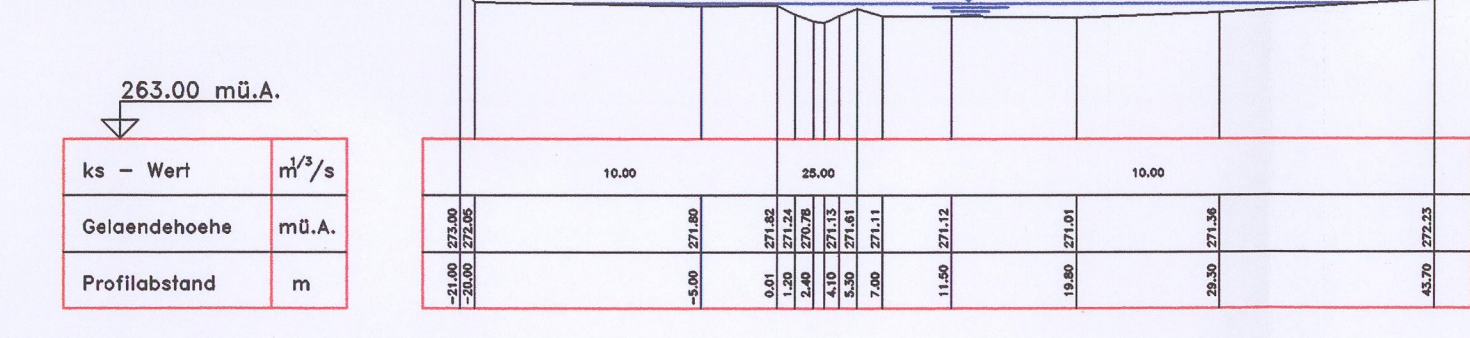 263.00 mü.A.
ks – Wert m1/3/s 10.00 25.00 10.00
Gelaendehoehe mü.A. 273.00 272.05 271.80 271.82 271.24 270.78 271.13 271.61 271.11 271.12 271.01 271.36 272.23
Profilabstand m -21.00 -20.00 -5.00 0.01 1.20 2.40 4.10 5.30 7.00 11.50 19.80 29.30 43.70